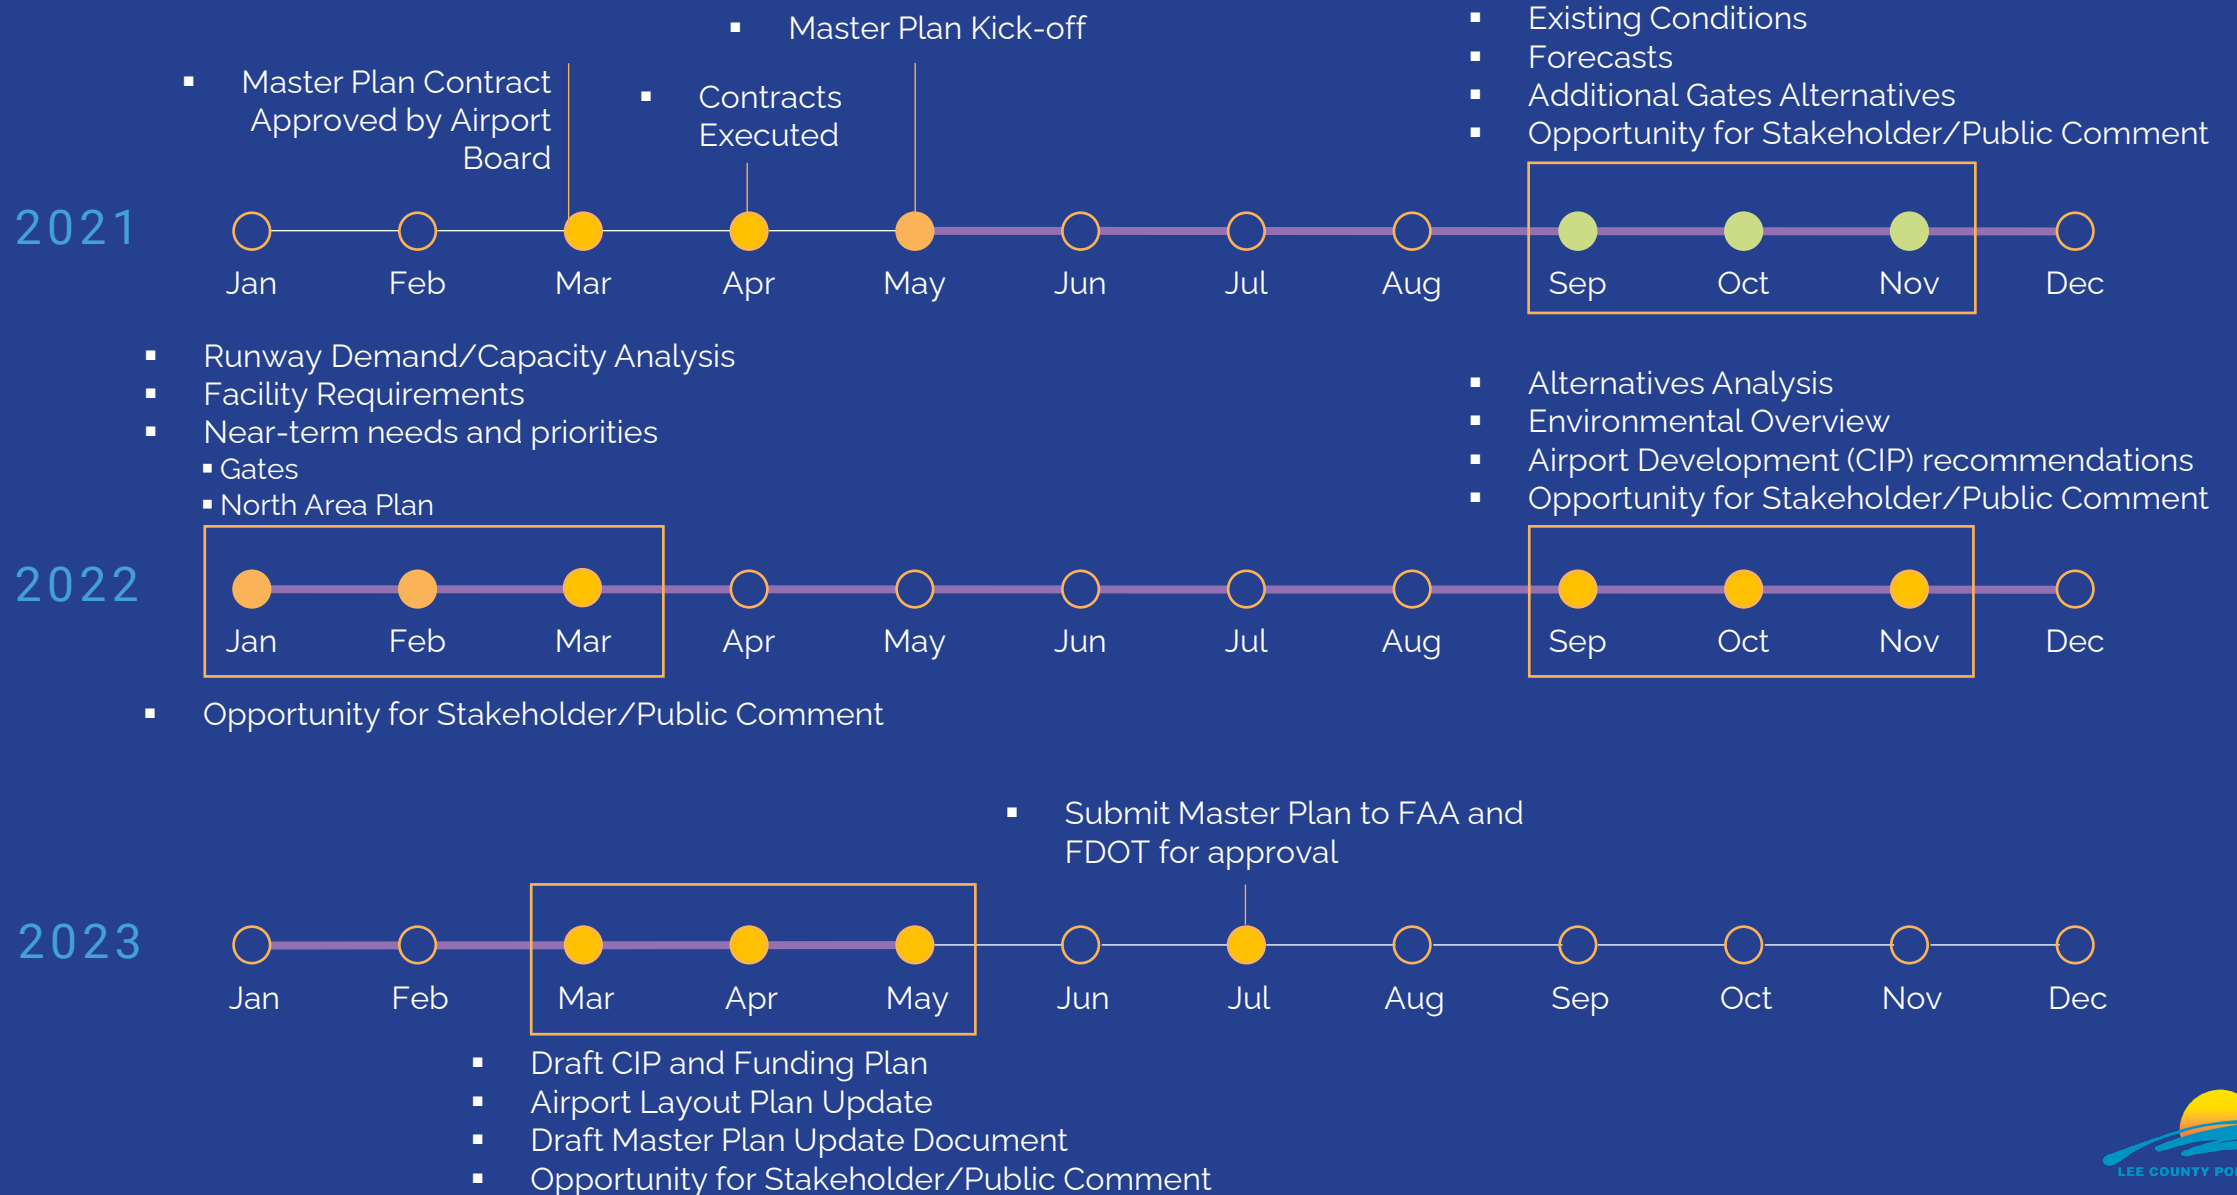 ▪ Master Plan Kick-off
▪ Master Plan Contract
Approved by Airport
Board
▪ Contracts
Executed
▪ Existing Conditions
▪ Forecasts
▪ Additional Gates Alternatives
▪ Opportunity for Stakeholder/Public Comment
2021
Jan Feb Mar Apr May Jun Jul Aug Sep Oct Nov Dec
▪ Runway Demand/Capacity Analysis
▪ Facility Requirements
▪ Near-term needs and priorities
▪ Gates
▪ North Area Plan
▪ Alternatives Analysis
▪ Environmental Overview
▪ Airport Development (CIP) recommendations
▪ Opportunity for Stakeholder/Public Comment
2022
Jan Feb Mar Apr May Jun Jul Aug Sep Oct Nov Dec
▪ Opportunity for Stakeholder/Public Comment
▪ Submit Master Plan to FAA and
FDOT for approval
2023
Jan Feb Mar Apr May Jun Jul Aug Sep Oct Nov Dec
▪ Draft CIP and Funding Plan
▪ Airport Layout Plan Update
▪ Draft Master Plan Update Document
▪ Opportunity for Stakeholder/Public Comment
LEE COUNTY